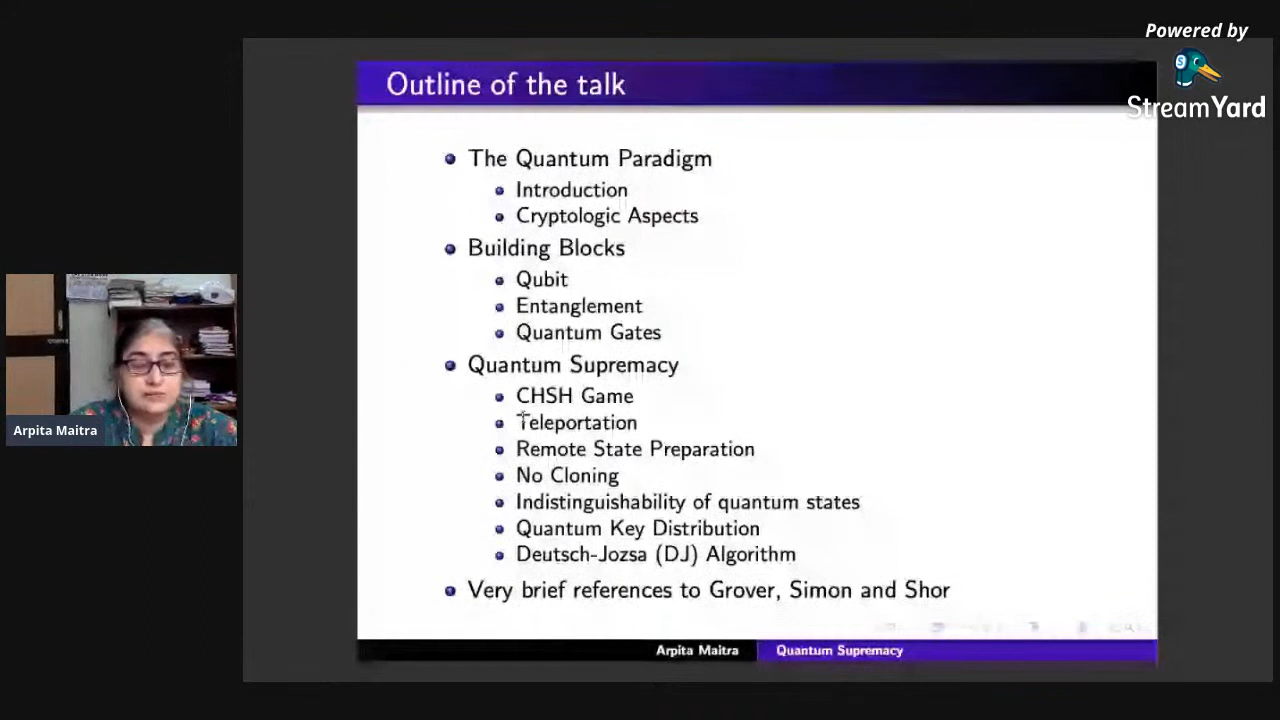 Powered by
StreamYard
Outline of the talk
The Quantum Paradigm
Introduction
Cryptologic Aspects
Building Blocks
Qubit
Entanglement
Quantum Gates
Quantum Supremacy
CHSH Game
Teleportation
Remote State Preparation
No Cloning
Indistinguishability of quantum states
Quantum Key Distribution
Deutsch-Jozsa (DJ) Algorithm
Very brief references to Grover, Simon and Shor
Arpita Maitra
Arpita Maitra Quantum Supremacy